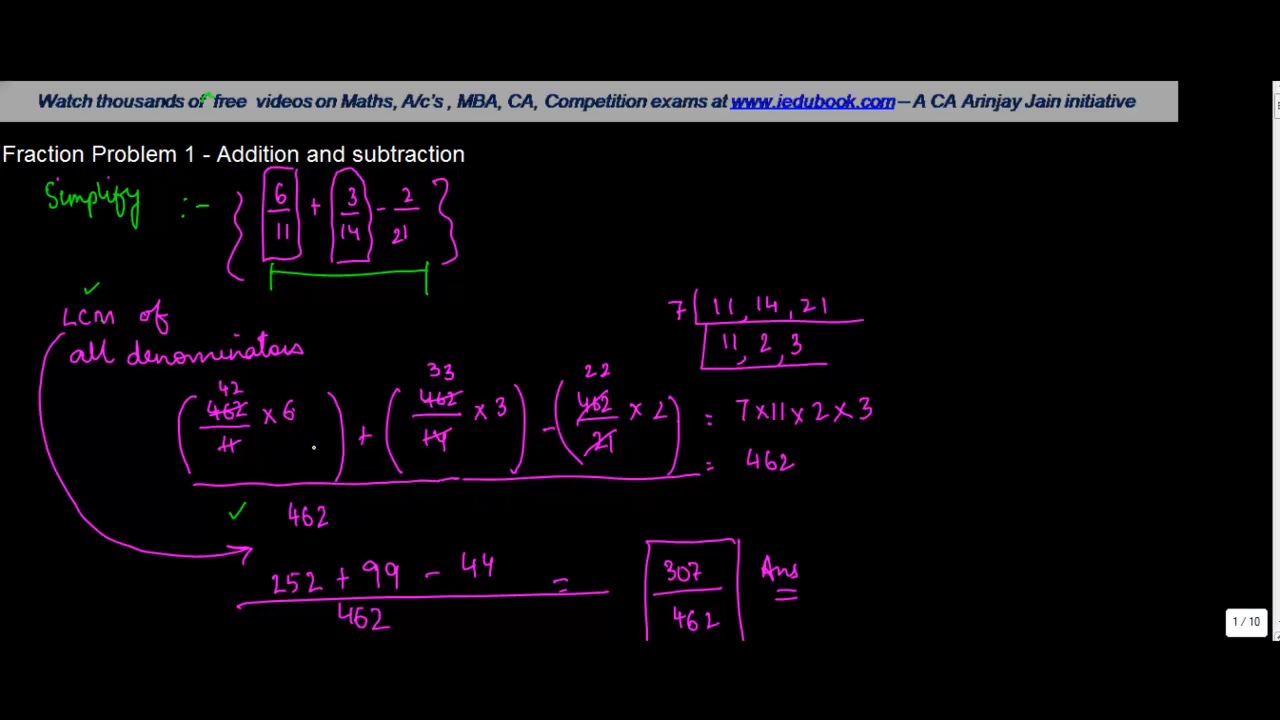 Watch thousands of free videos on Maths, A/c's , MBA, CA, Competition exams at www.iedubook.com – A CA Arinjay Jain initiative
Fraction Problem 1 - Addition and subtraction
Simplify :- { 6/11 + 3/14 - 2/21 }
LCM of
all denominators
7 | 11, 14, 21
11, 2, 3
42 33 22
(462/11 × 6) + (462/14 × 3) - (462/21 × 2)
462
= 7 × 11 × 2 × 3
= 462
252 + 99 - 44 / 462 = 307/462 Ans
1 / 10